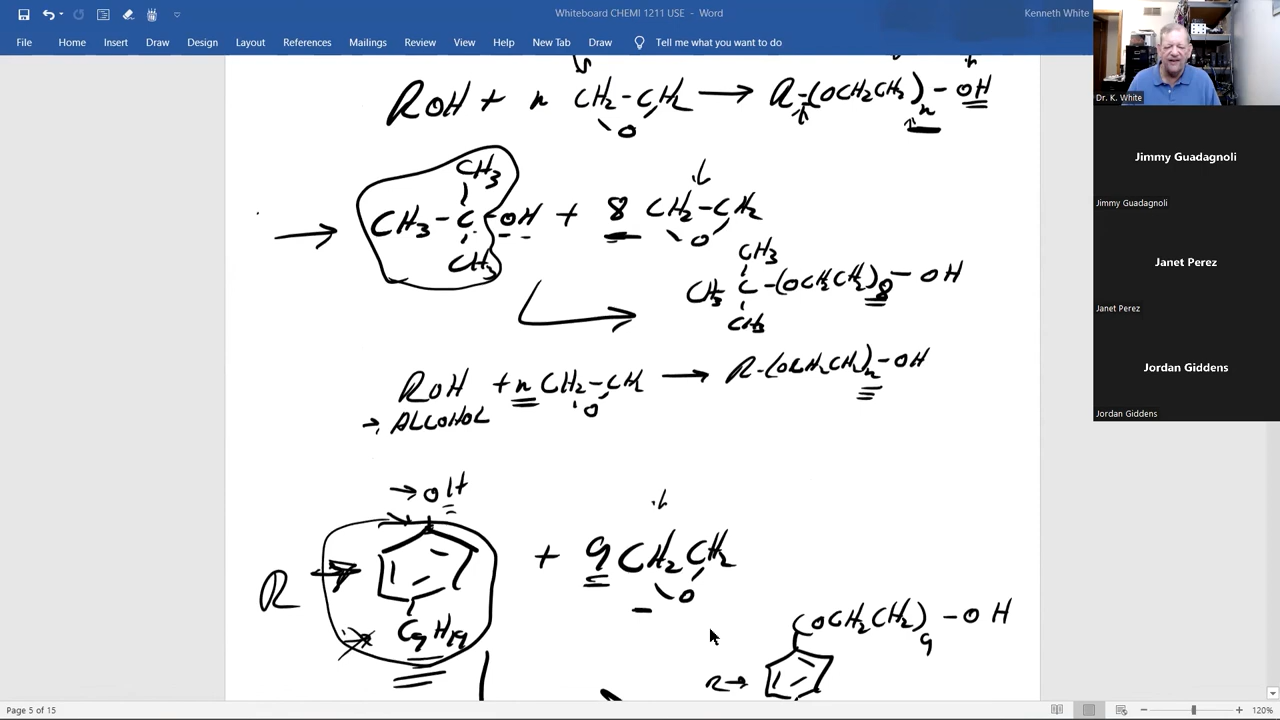 Whiteboard CHEMI 1211 USE - Word
Kenneth White
File Home Insert Draw Design Layout References Mailings Review View Help New Tab Draw Tell me what you want to do
Dr. K. White
Jimmy Guadagnoli
Jimmy Guadagnoli
Janet Perez
Janet Perez
Jordan Giddens
Jordan Giddens
ROH + n CH2-CH2 → R-(OCH2CH2)n-OH
O
CH3
CH3-C-OH + 8 CH2-CH2
O
CH3
CH3
CH3 C-(OCH2CH2)8-OH
CH3
ROH + n CH2-CH → R-(OCH2CH2)n-OH
O
→ ALCOHOL
→ OH
R → + 9 CH2CH2
O
C9H19
(OCH2CH2)9-OH
R →
Page 5 of 15
120%